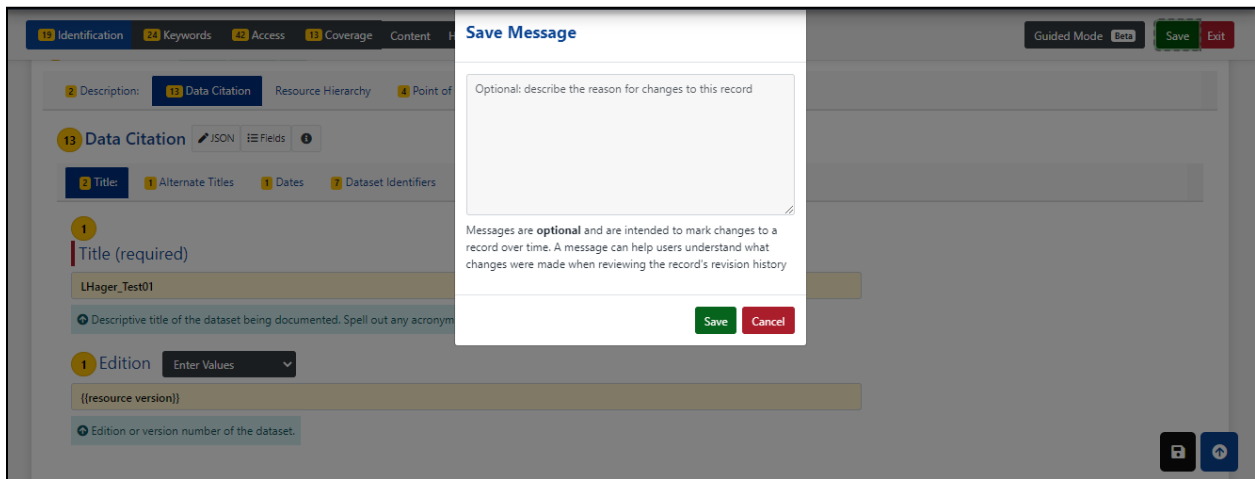 19 Identification 24 Keywords 42 Access 13 Coverage Content H
Guided Mode Beta Save Exit
Save Message
Optional: describe the reason for changes to this record
Messages are optional and are intended to mark changes to a
record over time. A message can help users understand what
changes were made when reviewing the record's revision history
Save Cancel
2 Description: 13 Data Citation Resource Hierarchy 4 Point of
13 Data Citation JSON Fields
2 Title: 1 Alternate Titles 1 Dates 7 Dataset Identifiers
1
Title (required)
LHager_Test01
Descriptive title of the dataset being documented. Spell out any acronym
1 Edition Enter Values
{{resource version}}
Edition or version number of the dataset.